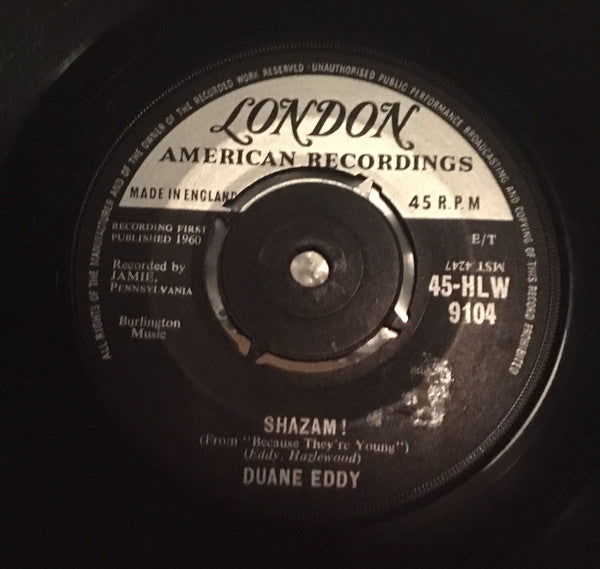 ALL RIGHTS OF THE MANUFACTURER AND OF THE OWNER OF THE RECORDED WORK RESERVED · UNAUTHORISED PUBLIC PERFORMANCE BROADCASTING AND COPYING OF THIS RECORD PROHIBITED
LONDON
AMERICAN RECORDINGS
MADE IN ENGLAND
45 R.P.M
RECORDING FIRST
PUBLISHED 1960
E/T
Recorded by
JAMIE,
PENNSYLVANIA
MST 4247
45-HLW
9104
Burlington
Music
SHAZAM !
(From "Because They're Young")
(Eddy, Hazlewood)
DUANE EDDY